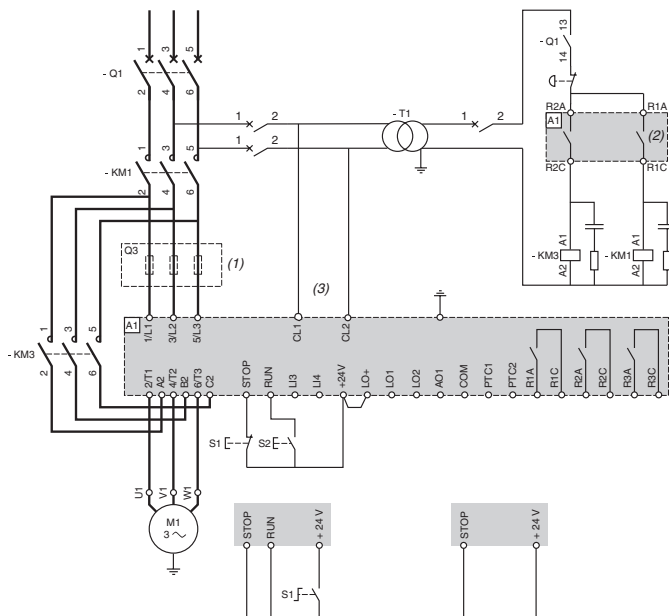 1 3 5
- Q1
2 4 6
1 2
1 2
- T1
1 2
13
- Q1
14
R2A R1A
A1 (2)
R2C R1C
A1 A1
- KM3 - KM1
A2 A2
1 3 5
- KM1
2 4 6
Q3 (1)
(3)
A1 1/L1 3/L2 5/L3 CL1 CL2
1 3 5
- KM3
2 4 6
2/T1 A2 4/T2 B2 6/T3 C2 STOP RUN LI3 LI4 +24V LO+ LO1 LO2 AO1 COM PTC1 PTC2 R1A R1C R2A R2C R3A R3C
S1 S2
U1 V1 W1
M1
3
STOP RUN + 24 V
S1
STOP + 24 V